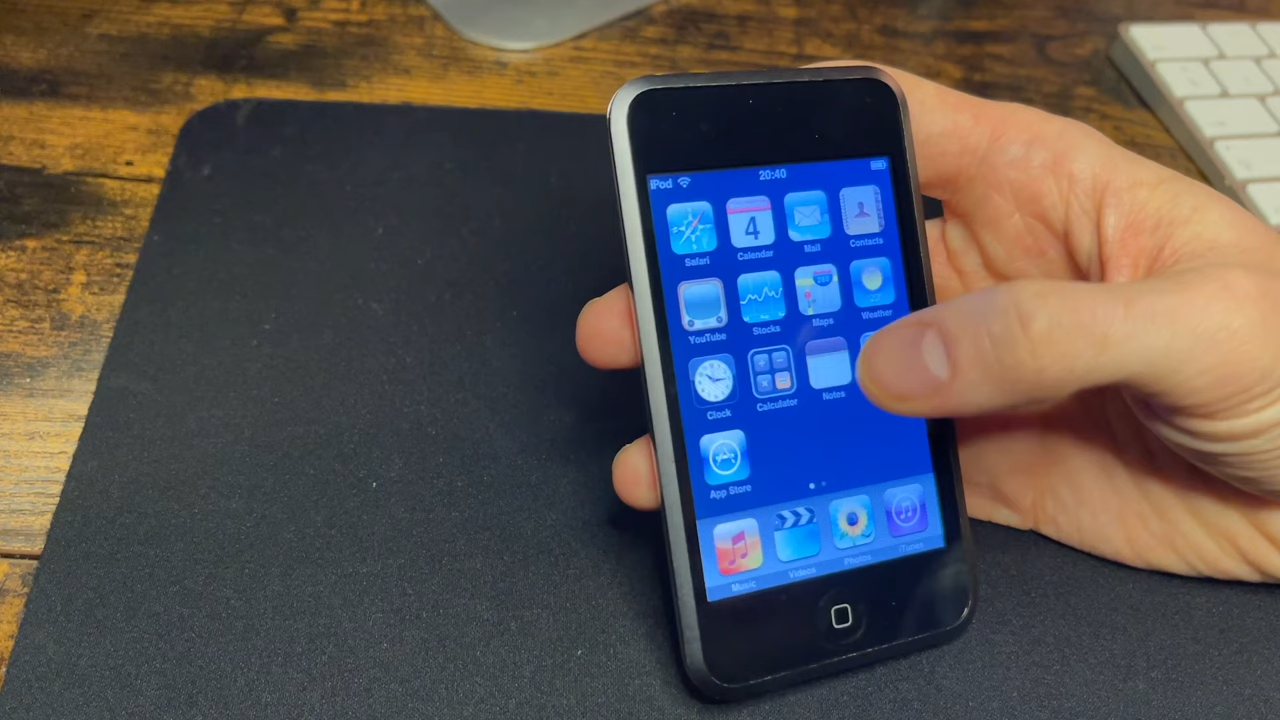 iPod 20:40
4
280
Safari Calendar Mail Contacts
YouTube Stocks Maps Weather
Clock Calculator Notes
App Store
Music Videos Photos iTunes